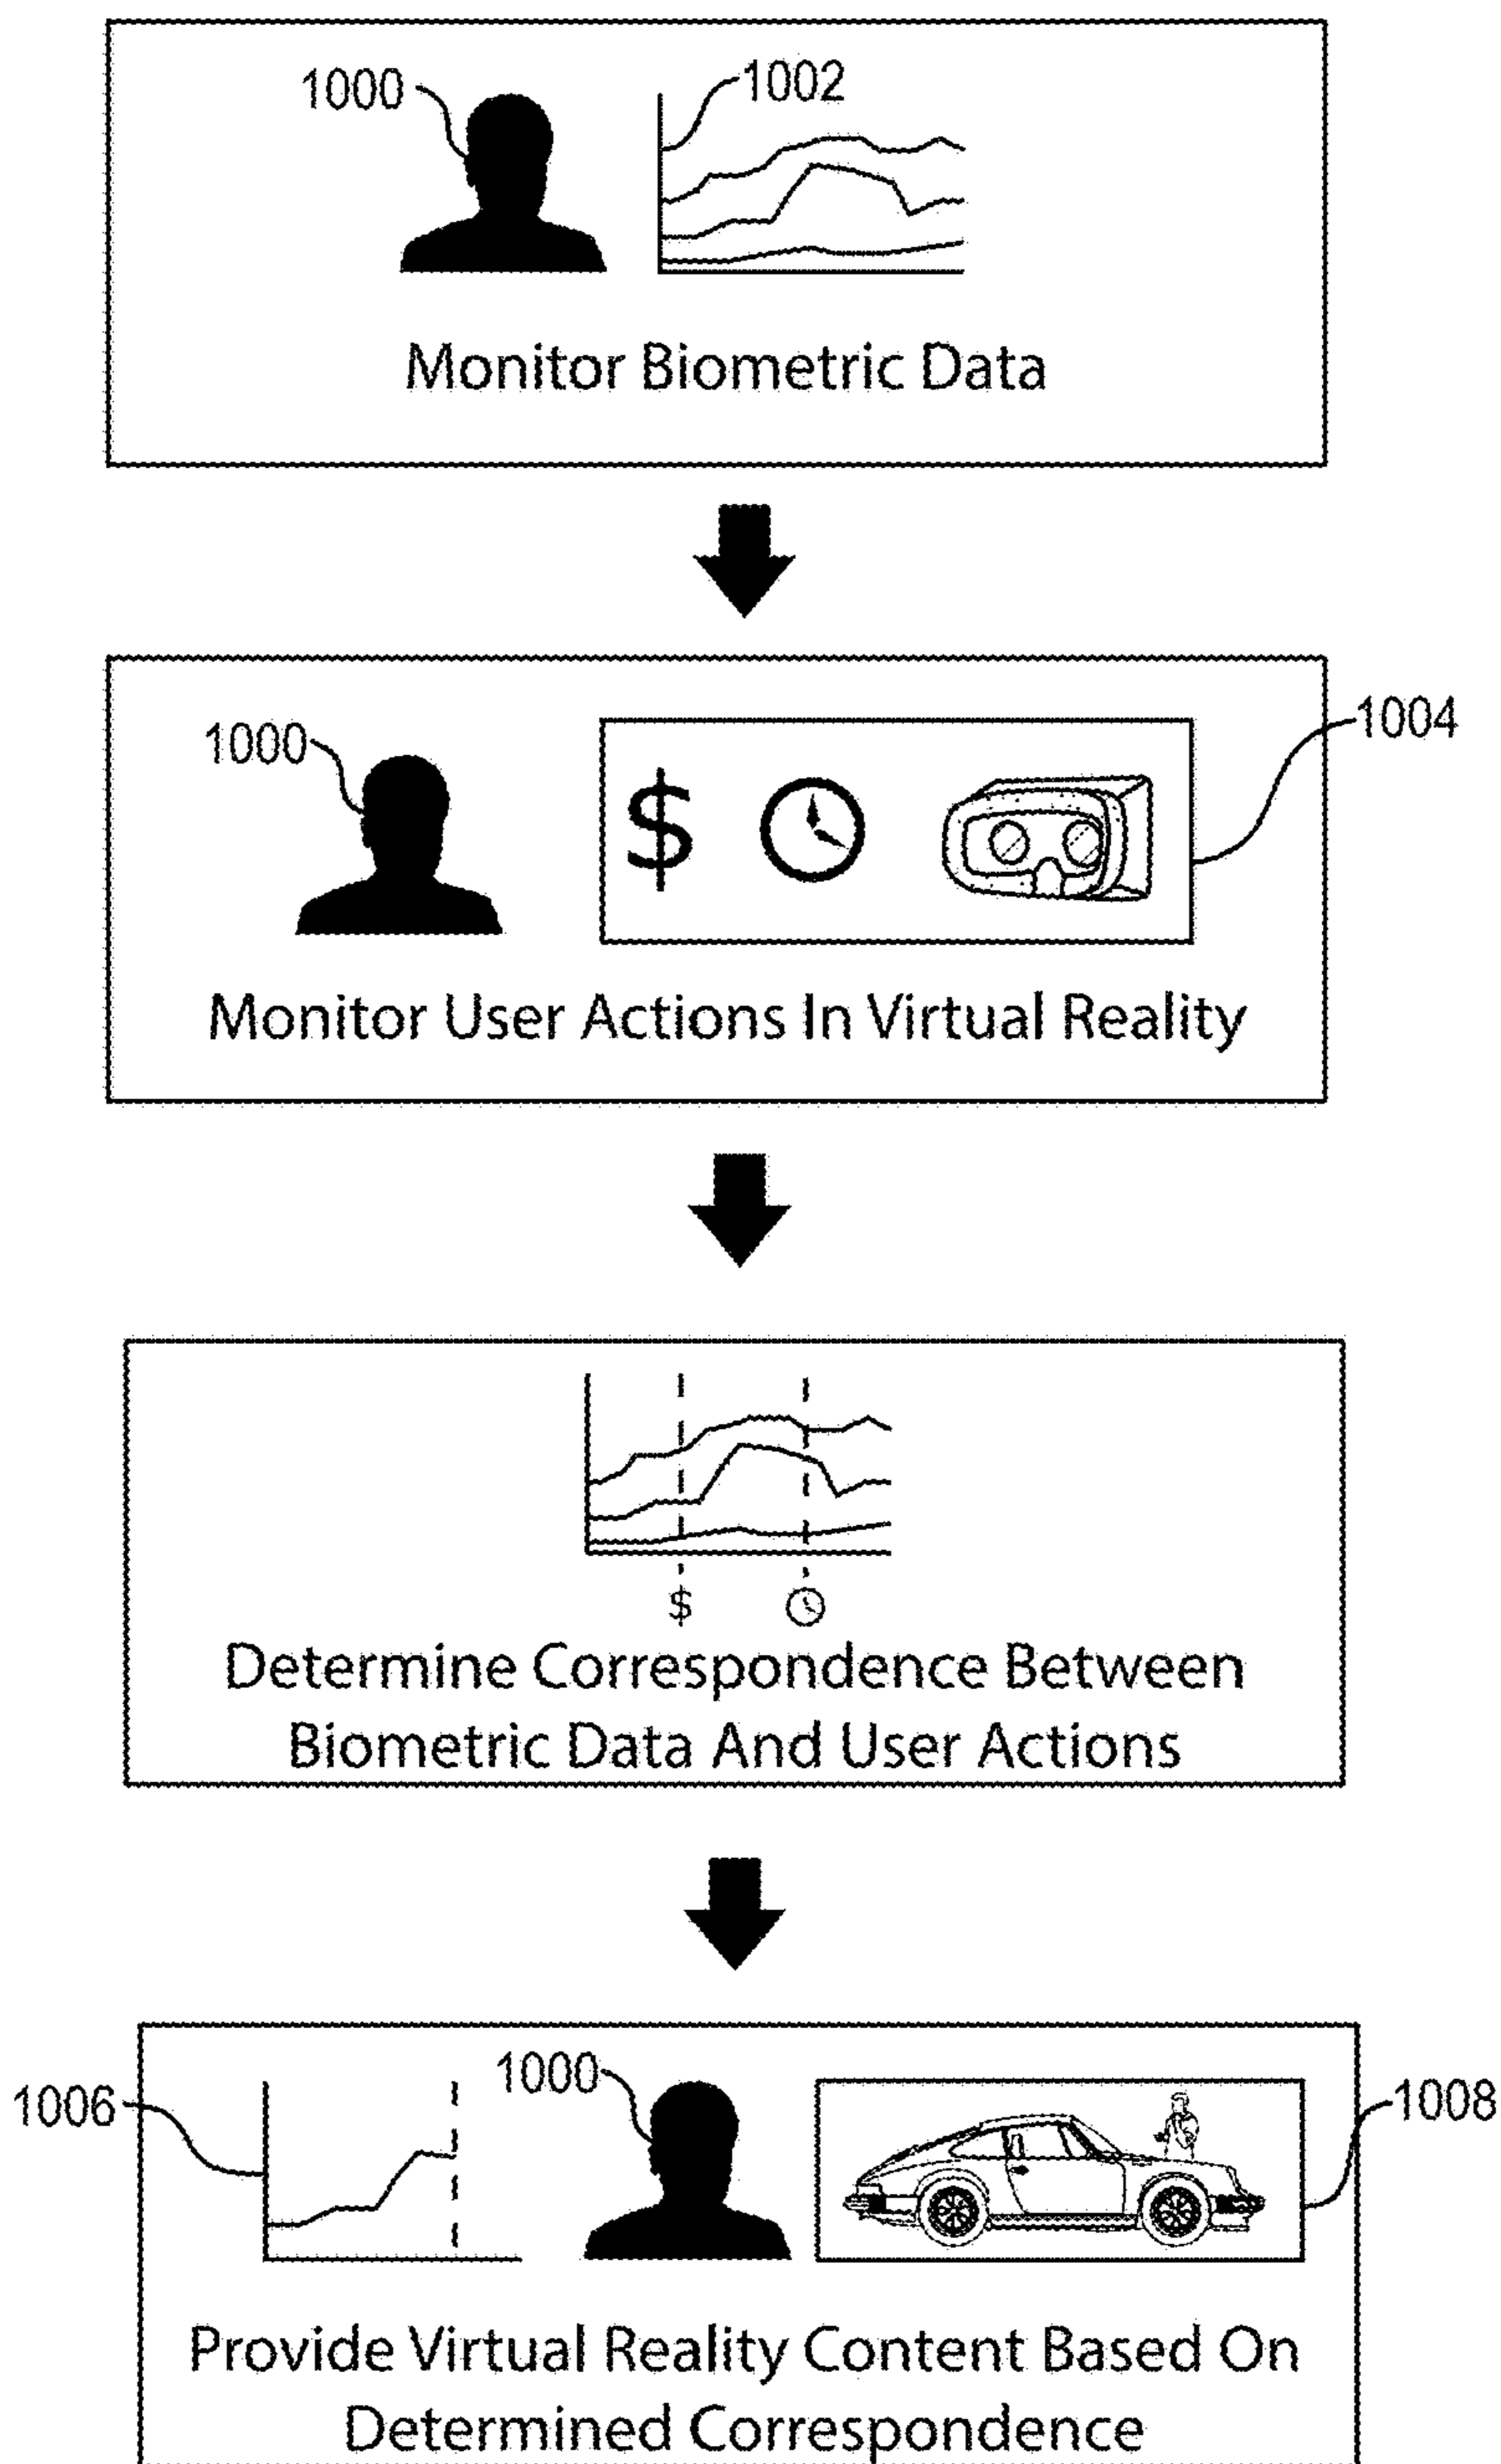 1000 1002
Monitor Biometric Data
1000 $ 1004
Monitor User Actions In Virtual Reality
$
Determine Correspondence Between
Biometric Data And User Actions
1006 1000 1008
Provide Virtual Reality Content Based On
Determined Correspondence